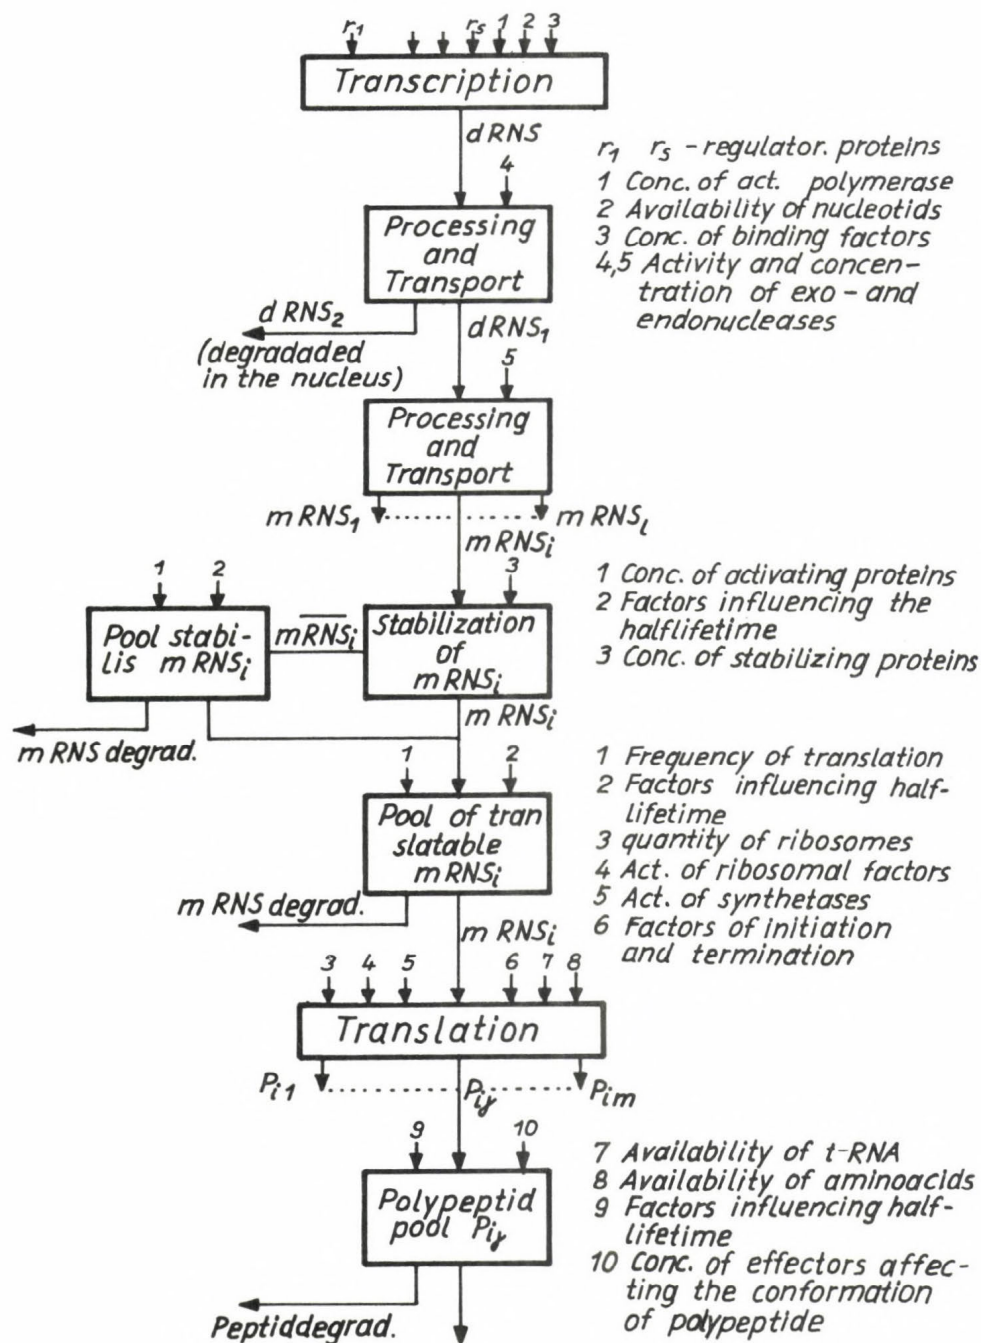 r₁ r₅ 1 2 3
Transcription
dRNS
4
r₁ r₅ - regulator. proteins
1 Conc. of act. polymerase
2 Availability of nucleotids
3 Conc. of binding factors
4,5 Activity and concen-
tration of exo- and
endonucleases
Processing
and
Transport
dRNS₂
(degradaded
in the nucleus)
dRNS₁
5
Processing
and
Transport
mRNS₁
mRNSᵢ
mRNSₗ
1 2
3
1 Conc. of activating proteins
2 Factors influencing the
halflifetime
3 Conc. of stabilizing proteins
Pool stabi-
lis mRNSᵢ
m̅R̅N̅S̅ᵢ
Stabilization
of
mRNSᵢ
mRNS degrad.
mRNSᵢ
1 2
1 Frequency of translation
2 Factors influencing half-
lifetime
3 quantity of ribosomes
4 Act. of ribosomal factors
5 Act. of synthetases
6 Factors of initiation
and termination
Pool of tran
slatable
mRNSᵢ
mRNS degrad.
mRNSᵢ
3 4 5 6 7 8
Translation
Pᵢ₁ Pᵢγ Pᵢₘ
9 10
7 Availability of t-RNA
8 Availability of aminoacids
9 Factors influencing half-
lifetime
10 Conc. of effectors affec-
ting the conformation
of polypeptide
Polypeptid
pool Pᵢγ
Peptiddegrad.